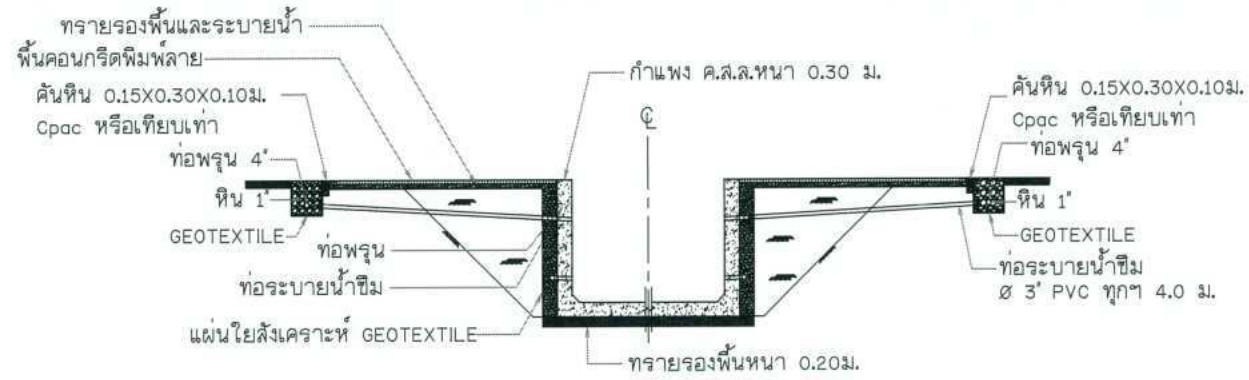 ทรายรองพื้นและระบายน้ำ
พื้นคอนกรีตพิมพ์ลาย
คันหิน 0.15X0.30X0.10ม.
Cpac หรือเทียบเท่า
ท่อพรุน 4"
หิน 1"
GEOTEXTILE
ท่อพรุน
ท่อระบายน้ำซึม
แผ่นใยสังเคราะห์ GEOTEXTILE
กำแพง ค.ส.ล.หนา 0.30 ม.
℄
ทรายรองพื้นหนา 0.20ม.
คันหิน 0.15X0.30X0.10ม.
Cpac หรือเทียบเท่า
ท่อพรุน 4"
หิน 1"
GEOTEXTILE
ท่อระบายน้ำซึม
Ø 3" PVC ทุกๆ 4.0 ม.